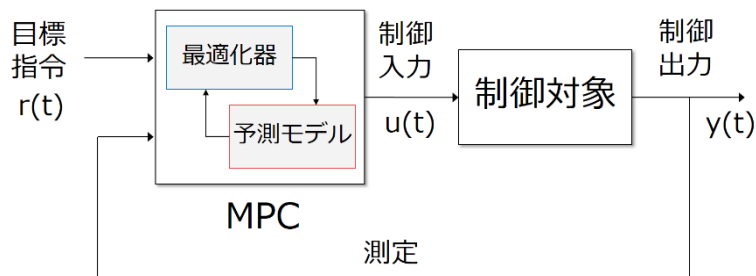 目標
指令
r(t)
最適化器
予測モデル
MPC
制御
入力
u(t)
制御対象
制御
出力
y(t)
測定